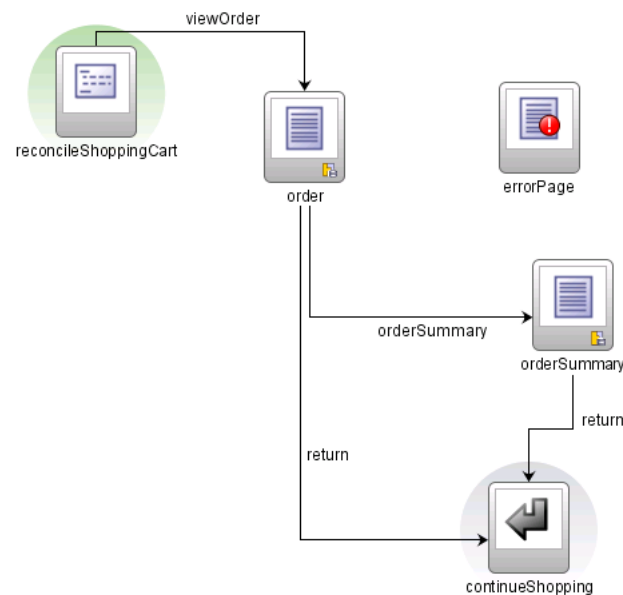 viewOrder
reconcileShoppingCart
order
errorPage
orderSummary
orderSummary
return
return
continueShopping